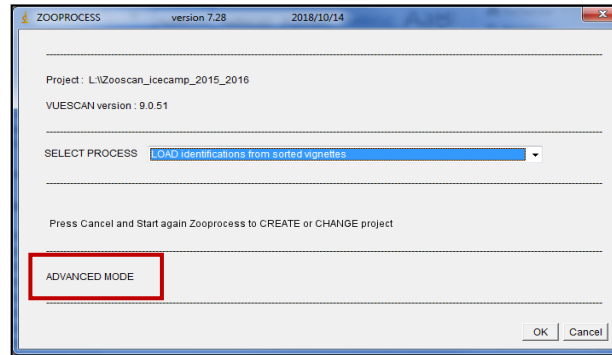 ZOOPROCESS version 7.28 2018/10/14
Project : L:\\Zooscan_icecamp_2015_2016
VUESCAN version : 9.0.51
SELECT PROCESS LOAD identifications from sorted vignettes
Press Cancel and Start again Zooprocess to CREATE or CHANGE project
ADVANCED MODE
OK Cancel